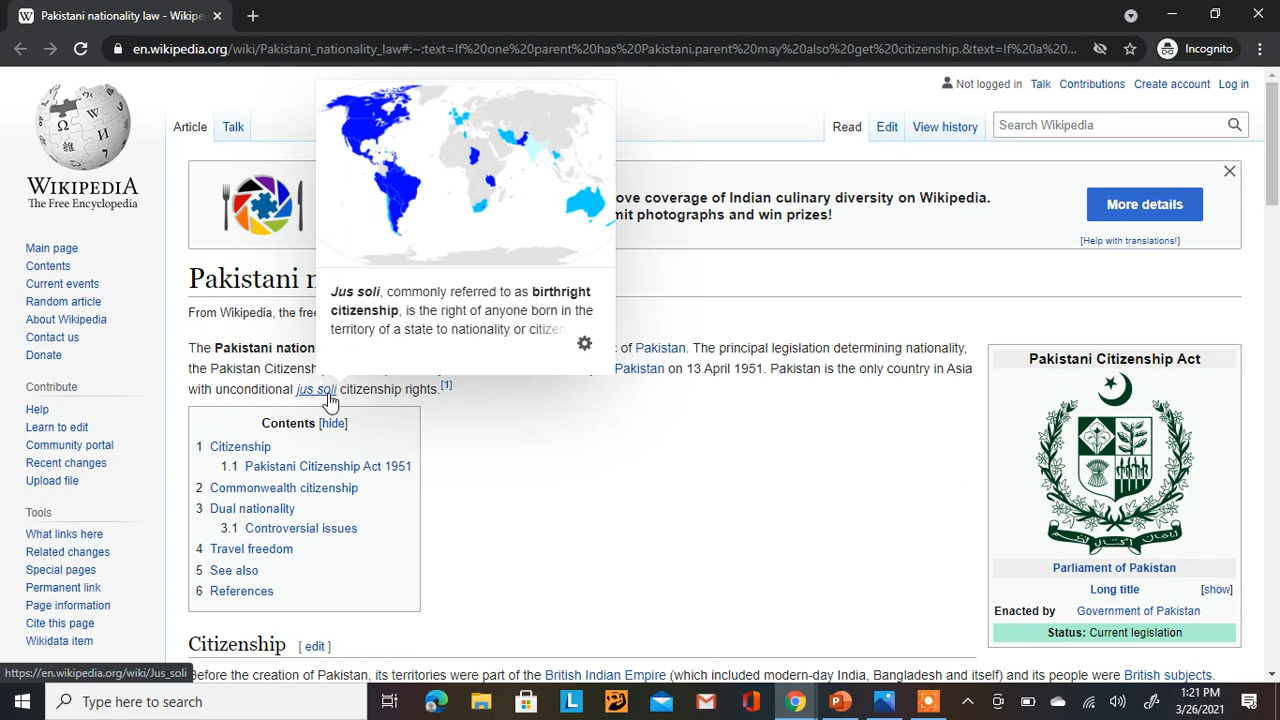 Pakistani nationality law - Wikipe
en.wikipedia.org/wiki/Pakistani_nationality_law#:~:text=If%20one%20parent%20has%20Pakistani,parent%20may%20also%20get%20citizenship.&text=If%20a%20...
Incognito
Not logged in Talk Contributions Create account Log in
Article Talk
Read Edit View history
Search Wikipedia
WIKIPEDIA
The Free Encyclopedia
Main page
Contents
Current events
Random article
About Wikipedia
Contact us
Donate
Contribute
Help
Learn to edit
Community portal
Recent changes
Upload file
Tools
What links here
Related changes
Special pages
Permanent link
Page information
Cite this page
Wikidata item
ove coverage of Indian culinary diversity on Wikipedia.
mit photographs and win prizes!
More details
[Help with translations!]
Pakistani n
From Wikipedia, the free
Jus soli, commonly referred to as birthright
citizenship, is the right of anyone born in the
territory of a state to nationality or citizen
The Pakistani nation of Pakistan. The principal legislation determining nationality,
the Pakistan Citizensh Pakistan on 13 April 1951. Pakistan is the only country in Asia
with unconditional jus soli citizenship rights.[1]
Contents [hide]
1 Citizenship
1.1 Pakistani Citizenship Act 1951
2 Commonwealth citizenship
3 Dual nationality
3.1 Controversial issues
4 Travel freedom
5 See also
6 References
Citizenship [ edit ]
Before the creation of Pakistan, its territories were part of the British Indian Empire (which included modern-day India, Bangladesh and itself) and its people were British subjects.
Pakistani Citizenship Act
Parliament of Pakistan
Long title [show]
Enacted by Government of Pakistan
Status: Current legislation
https://en.wikipedia.org/wiki/Jus_soli
Type here to search
1:21 PM
3/26/2021